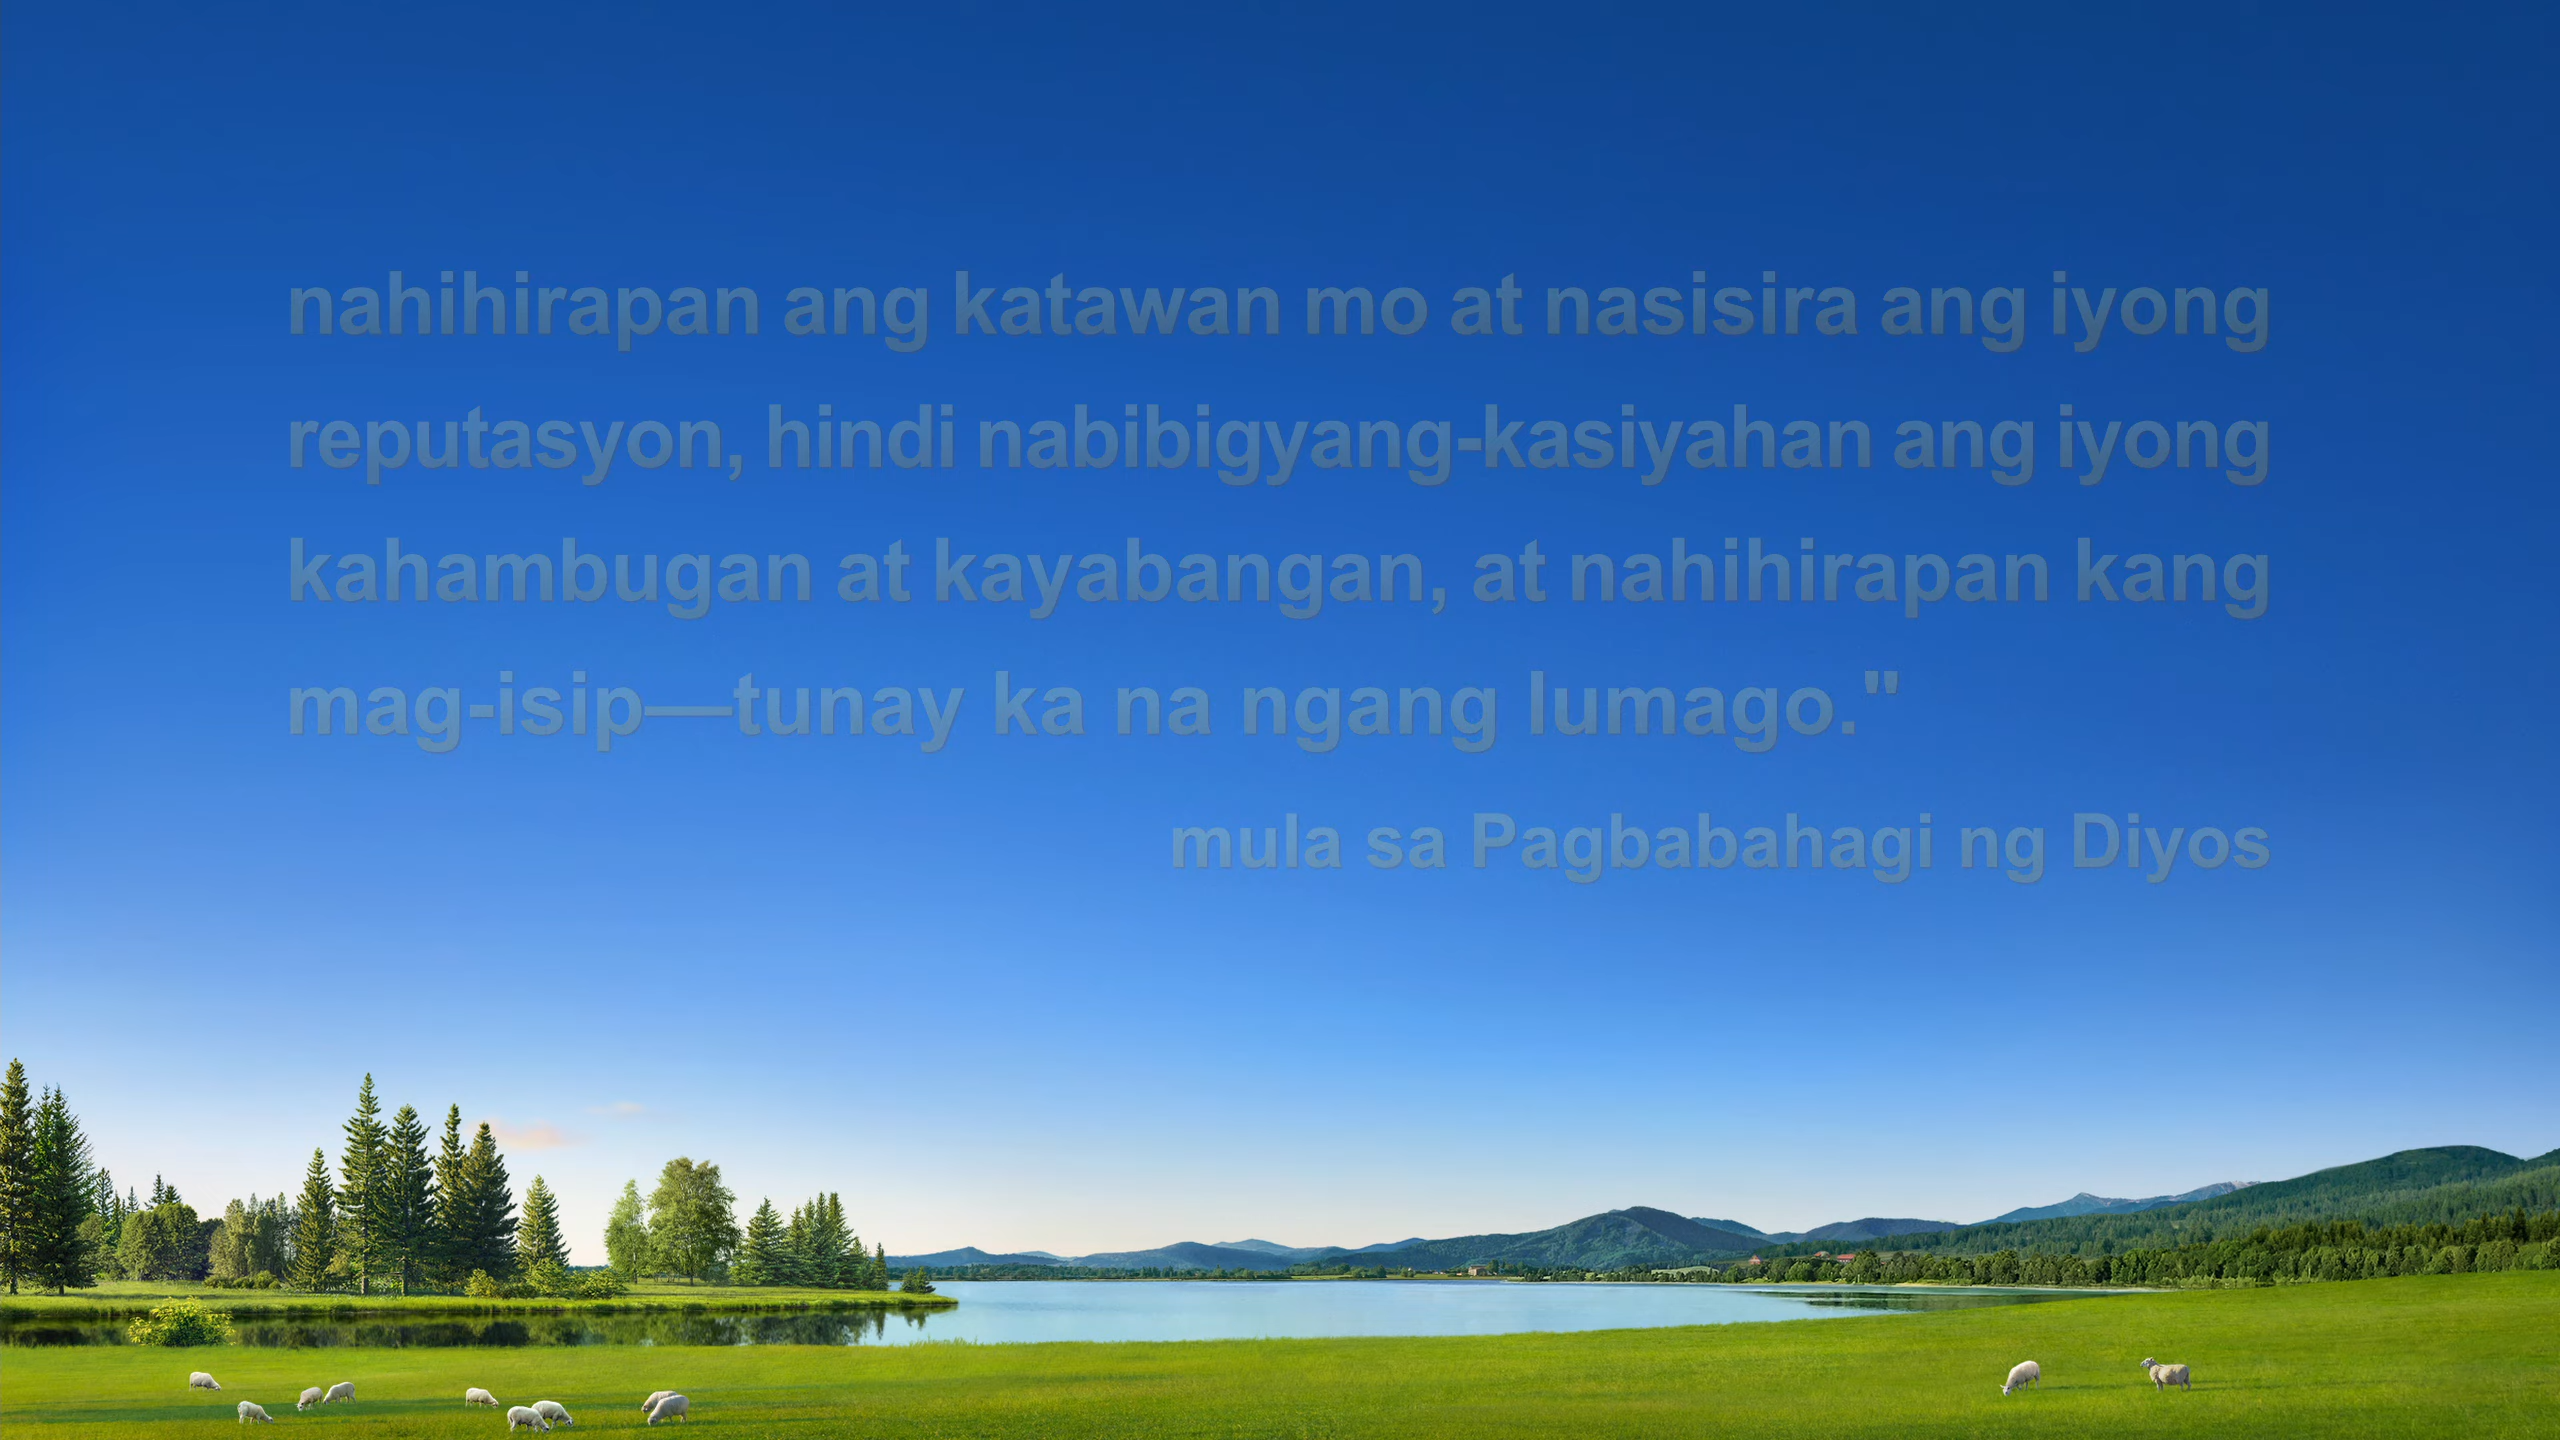 nahihirapan ang katawan mo at nasisira ang iyong
reputasyon, hindi nabibigyang-kasiyahan ang iyong
kahambugan at kayabangan, at nahihirapan kang
mag-isip—tunay ka na ngang lumago."
mula sa Pagbabahagi ng Diyos